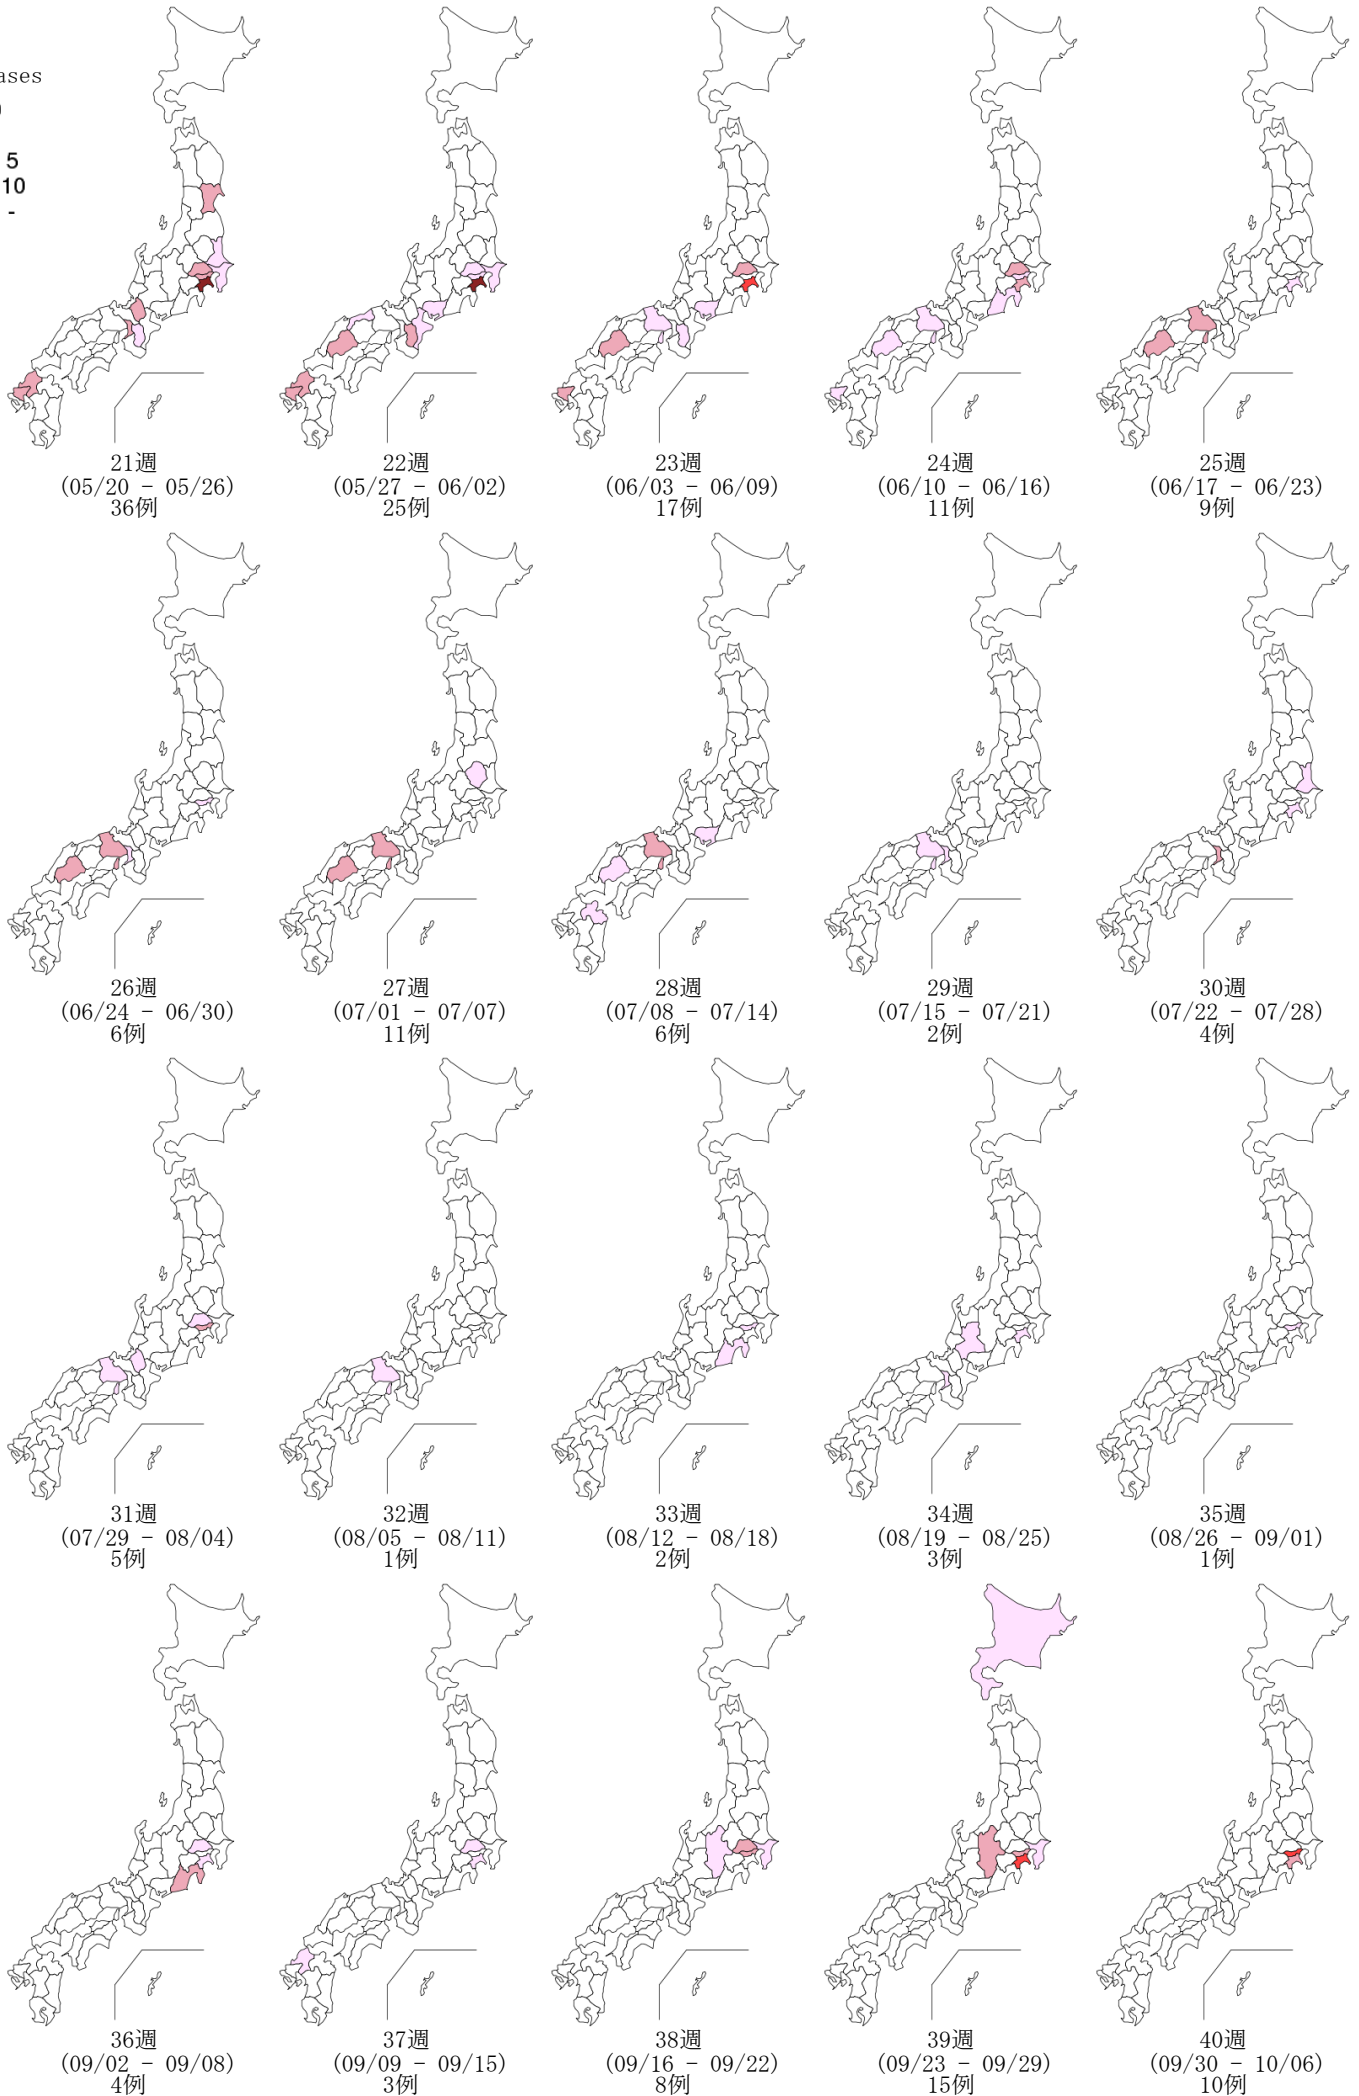 5
10
-
21週
(05/20 - 05/26)
36例
22週
(05/27 - 06/02)
25例
23週
(06/03 - 06/09)
17例
24週
(06/10 - 06/16)
11例
25週
(06/17 - 06/23)
9例
26週
(06/24 - 06/30)
6例
27週
(07/01 - 07/07)
11例
28週
(07/08 - 07/14)
6例
29週
(07/15 - 07/21)
2例
30週
(07/22 - 07/28)
4例
31週
(07/29 - 08/04)
5例
32週
(08/05 - 08/11)
1例
33週
(08/12 - 08/18)
2例
34週
(08/19 - 08/25)
3例
35週
(08/26 - 09/01)
1例
36週
(09/02 - 09/08)
4例
37週
(09/09 - 09/15)
3例
38週
(09/16 - 09/22)
8例
39週
(09/23 - 09/29)
15例
40週
(09/30 - 10/06)
10例